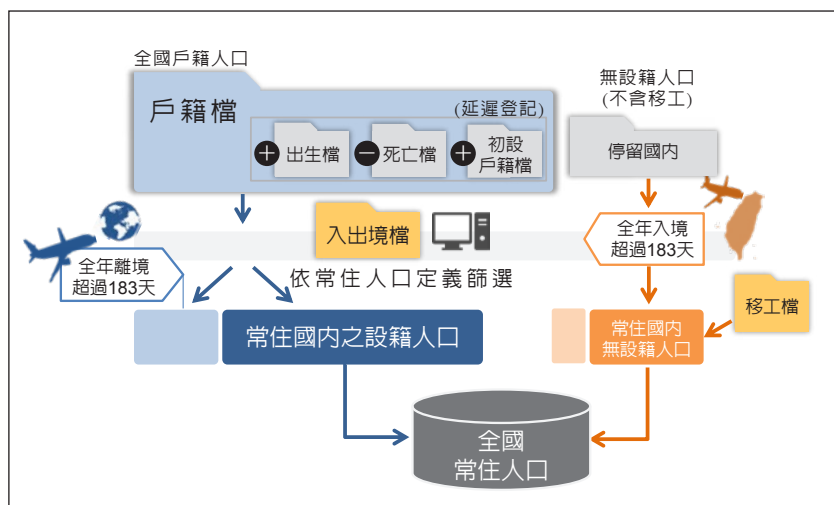 全國戶籍人口
戶籍檔
(延遲登記)
出生檔
死亡檔
初設
戶籍檔
無設籍人口
(不含移工)
停留國內
入出境檔
全年離境
超過183天
依常住人口定義篩選
全年入境
超過183天
移工檔
常住國內之設籍人口
常住國內
無設籍人口
全國
常住人口